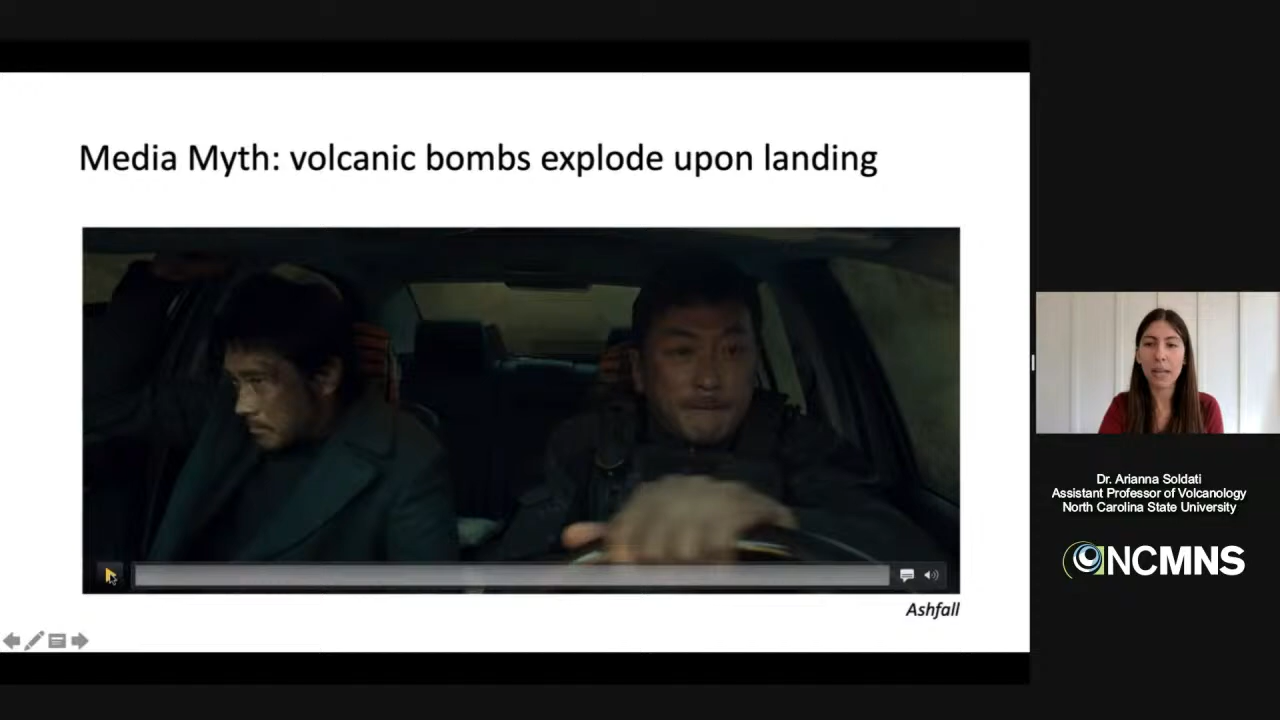 Media Myth: volcanic bombs explode upon landing
Ashfall
Dr. Arianna Soldati
Assistant Professor of Volcanology
North Carolina State University
NCMNS